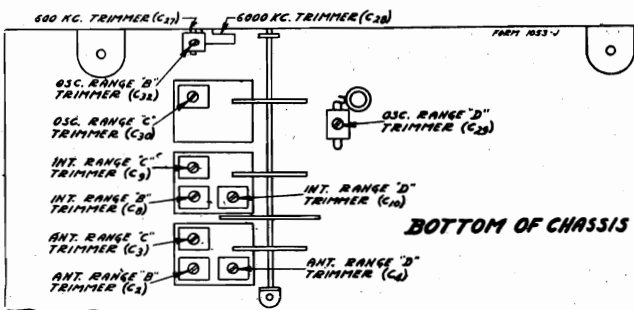 600 KC. TRIMMER (C27)
6000 KC. TRIMMER (C28)
FORM 1053-J
OSC. RANGE "B"
TRIMMER (C32)
OSC. RANGE "C"
TRIMMER (C30)
OSC. RANGE "D"
TRIMMER (C29)
INT. RANGE "C"
TRIMMER (C9)
INT. RANGE "B"
TRIMMER (C8)
INT. RANGE "D"
TRIMMER (C10)
BOTTOM OF CHASSIS
ANT. RANGE "C"
TRIMMER (C3)
ANT. RANGE "B"
TRIMMER (C2)
ANT. RANGE "D"
TRIMMER (C4)